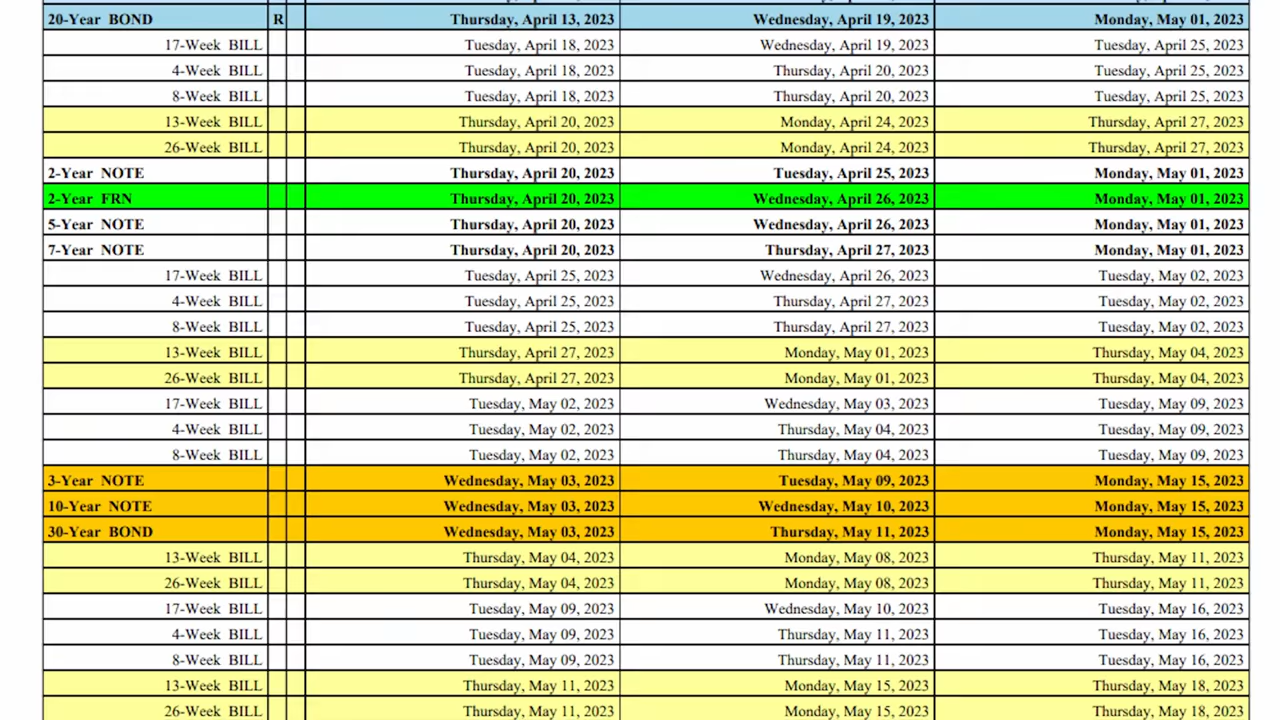 20-Year BOND R Thursday, April 13, 2023 Wednesday, April 19, 2023 Monday, May 01, 2023
17-Week BILL Tuesday, April 18, 2023 Wednesday, April 19, 2023 Tuesday, April 25, 2023
4-Week BILL Tuesday, April 18, 2023 Thursday, April 20, 2023 Tuesday, April 25, 2023
8-Week BILL Tuesday, April 18, 2023 Thursday, April 20, 2023 Tuesday, April 25, 2023
13-Week BILL Thursday, April 20, 2023 Monday, April 24, 2023 Thursday, April 27, 2023
26-Week BILL Thursday, April 20, 2023 Monday, April 24, 2023 Thursday, April 27, 2023
2-Year NOTE Thursday, April 20, 2023 Tuesday, April 25, 2023 Monday, May 01, 2023
2-Year FRN Thursday, April 20, 2023 Wednesday, April 26, 2023 Monday, May 01, 2023
5-Year NOTE Thursday, April 20, 2023 Wednesday, April 26, 2023 Monday, May 01, 2023
7-Year NOTE Thursday, April 20, 2023 Thursday, April 27, 2023 Monday, May 01, 2023
17-Week BILL Tuesday, April 25, 2023 Wednesday, April 26, 2023 Tuesday, May 02, 2023
4-Week BILL Tuesday, April 25, 2023 Thursday, April 27, 2023 Tuesday, May 02, 2023
8-Week BILL Tuesday, April 25, 2023 Thursday, April 27, 2023 Tuesday, May 02, 2023
13-Week BILL Thursday, April 27, 2023 Monday, May 01, 2023 Thursday, May 04, 2023
26-Week BILL Thursday, April 27, 2023 Monday, May 01, 2023 Thursday, May 04, 2023
17-Week BILL Tuesday, May 02, 2023 Wednesday, May 03, 2023 Tuesday, May 09, 2023
4-Week BILL Tuesday, May 02, 2023 Thursday, May 04, 2023 Tuesday, May 09, 2023
8-Week BILL Tuesday, May 02, 2023 Thursday, May 04, 2023 Tuesday, May 09, 2023
3-Year NOTE Wednesday, May 03, 2023 Tuesday, May 09, 2023 Monday, May 15, 2023
10-Year NOTE Wednesday, May 03, 2023 Wednesday, May 10, 2023 Monday, May 15, 2023
30-Year BOND Wednesday, May 03, 2023 Thursday, May 11, 2023 Monday, May 15, 2023
13-Week BILL Thursday, May 04, 2023 Monday, May 08, 2023 Thursday, May 11, 2023
26-Week BILL Thursday, May 04, 2023 Monday, May 08, 2023 Thursday, May 11, 2023
17-Week BILL Tuesday, May 09, 2023 Wednesday, May 10, 2023 Tuesday, May 16, 2023
4-Week BILL Tuesday, May 09, 2023 Thursday, May 11, 2023 Tuesday, May 16, 2023
8-Week BILL Tuesday, May 09, 2023 Thursday, May 11, 2023 Tuesday, May 16, 2023
13-Week BILL Thursday, May 11, 2023 Monday, May 15, 2023 Thursday, May 18, 2023
26-Week BILL Thursday, May 11, 2023 Monday, May 15, 2023 Thursday, May 18, 2023